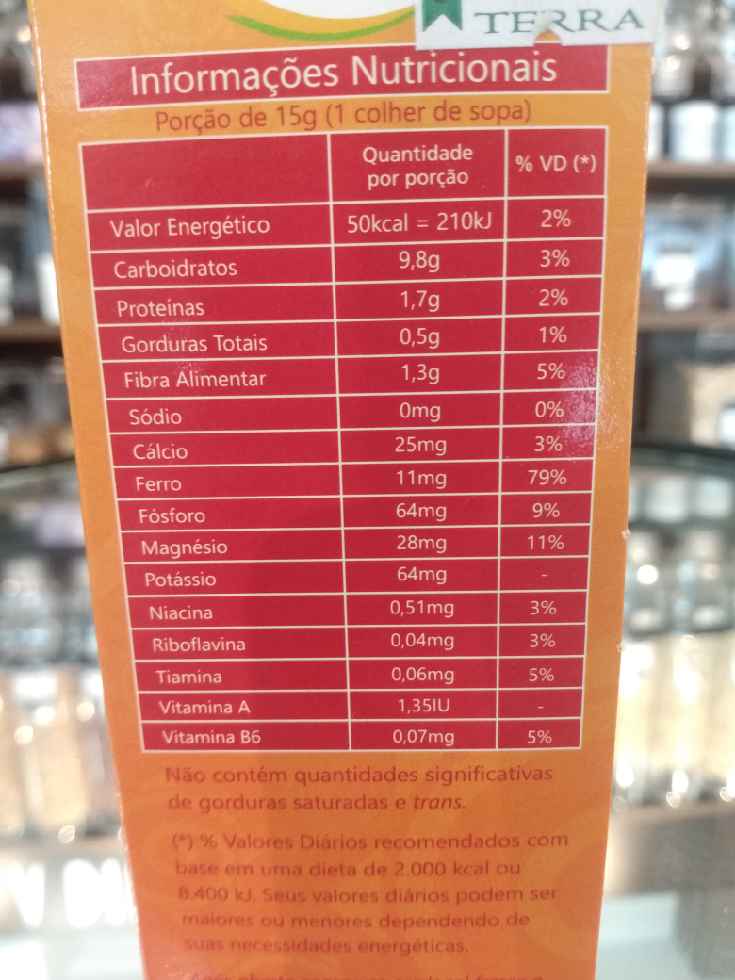 TERRA
Informações Nutricionais
Porção de 15g (1 colher de sopa)
Quantidade por porção % VD (*)
Valor Energético 50kcal = 210kJ 2%
Carboidratos 9,8g 3%
Proteínas 1,7g 2%
Gorduras Totais 0,5g 1%
Fibra Alimentar 1,3g 5%
Sódio 0mg 0%
Cálcio 25mg 3%
Ferro 11mg 79%
Fósforo 64mg 9%
Magnésio 28mg 11%
Potássio 64mg -
Niacina 0,51mg 3%
Riboflavina 0,04mg 3%
Tiamina 0,06mg 5%
Vitamina A 1,35IU -
Vitamina B6 0,07mg 5%
Não contém quantidades significativas
de gorduras saturadas e trans.
(*) % Valores Diários recomendados com
base em uma dieta de 2.000 kcal ou
8.400 kJ. Seus valores diários podem ser
maiores ou menores dependendo de
suas necessidades energéticas.